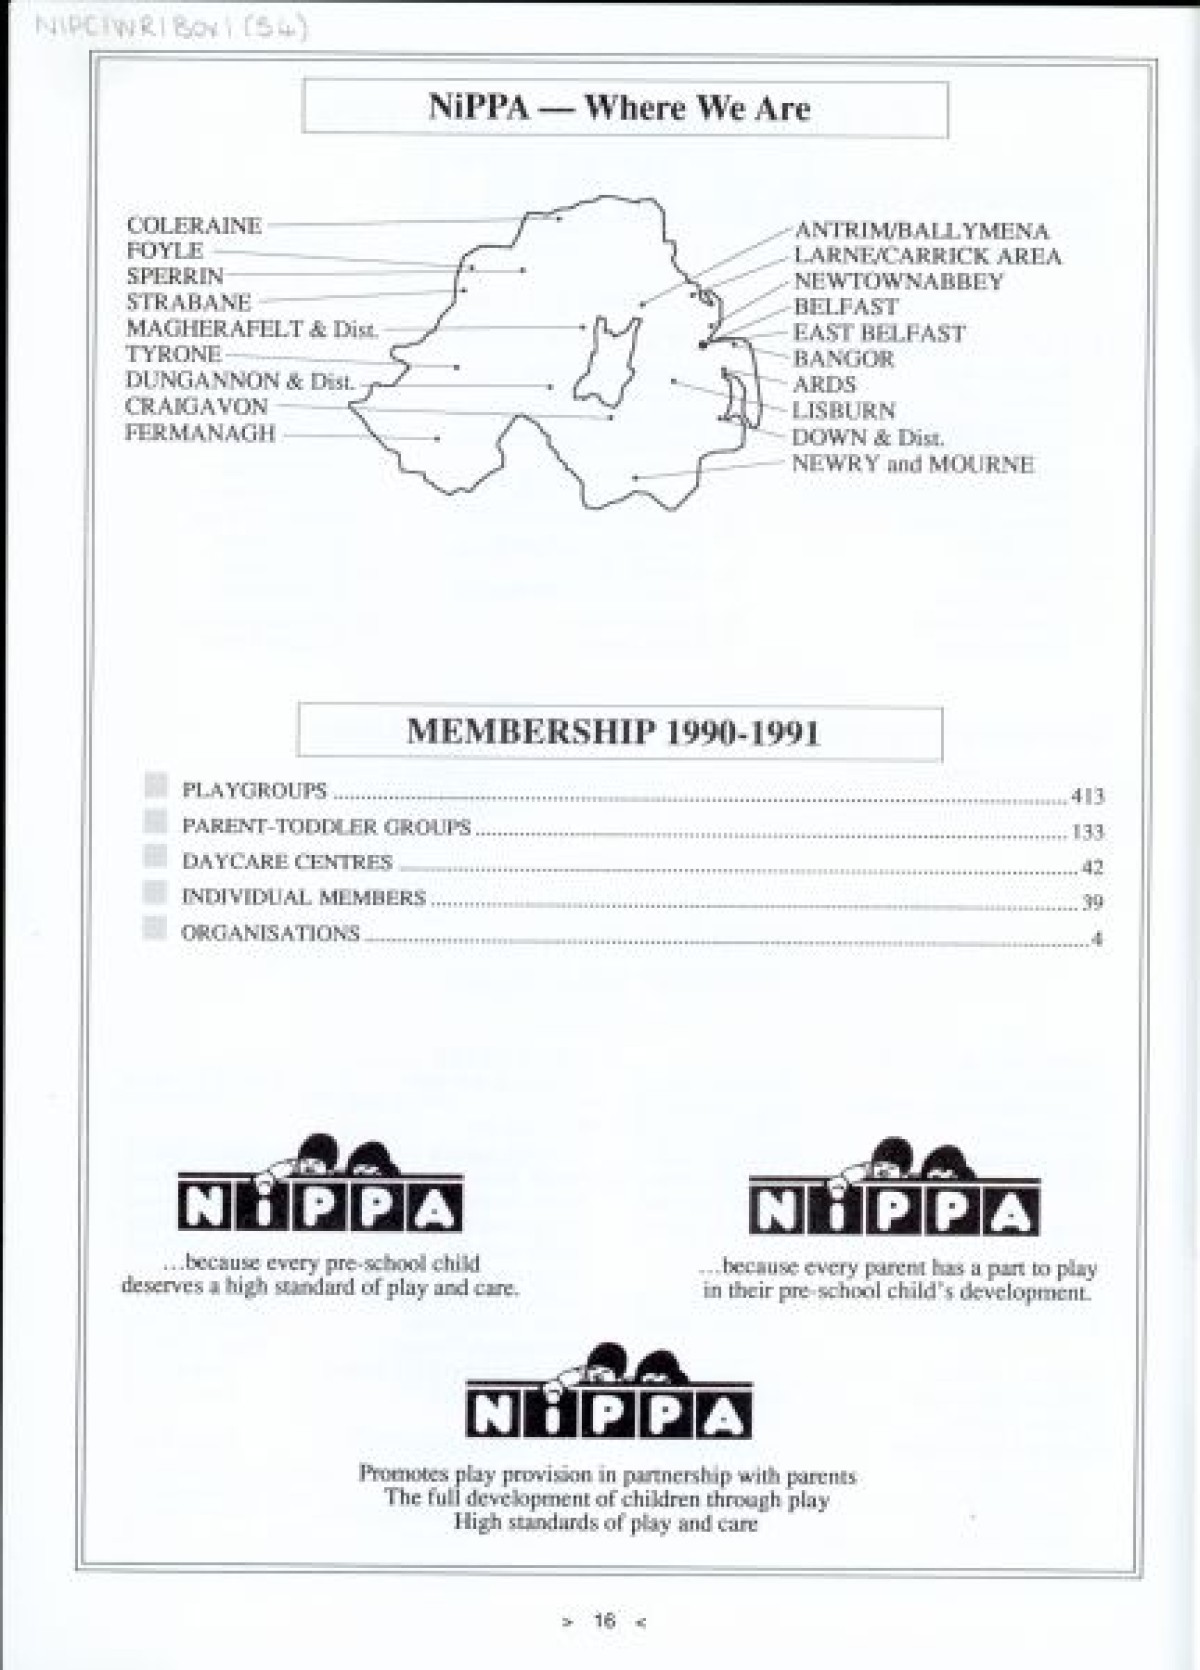 NIPC/WR/Box 1 (S4)
NiPPA — Where We Are
COLERAINE
FOYLE
SPERRIN
STRABANE
MAGHERAFELT & Dist.
TYRONE
DUNGANNON & Dist.
CRAIGAVON
FERMANAGH
ANTRIM/BALLYMENA
LARNE/CARRICK AREA
NEWTOWNABBEY
BELFAST
EAST BELFAST
BANGOR
ARDS
LISBURN
DOWN & Dist.
NEWRY and MOURNE
MEMBERSHIP 1990-1991
PLAYGROUPS 413
PARENT-TODDLER GROUPS 133
DAYCARE CENTRES 42
INDIVIDUAL MEMBERS 39
ORGANISATIONS 4
NiPPA
...because every pre-school child
deserves a high standard of play and care.
NiPPA
...because every parent has a part to play
in their pre-school child's development.
NiPPA
Promotes play provision in partnership with parents
The full development of children through play
High standards of play and care
> 16 <